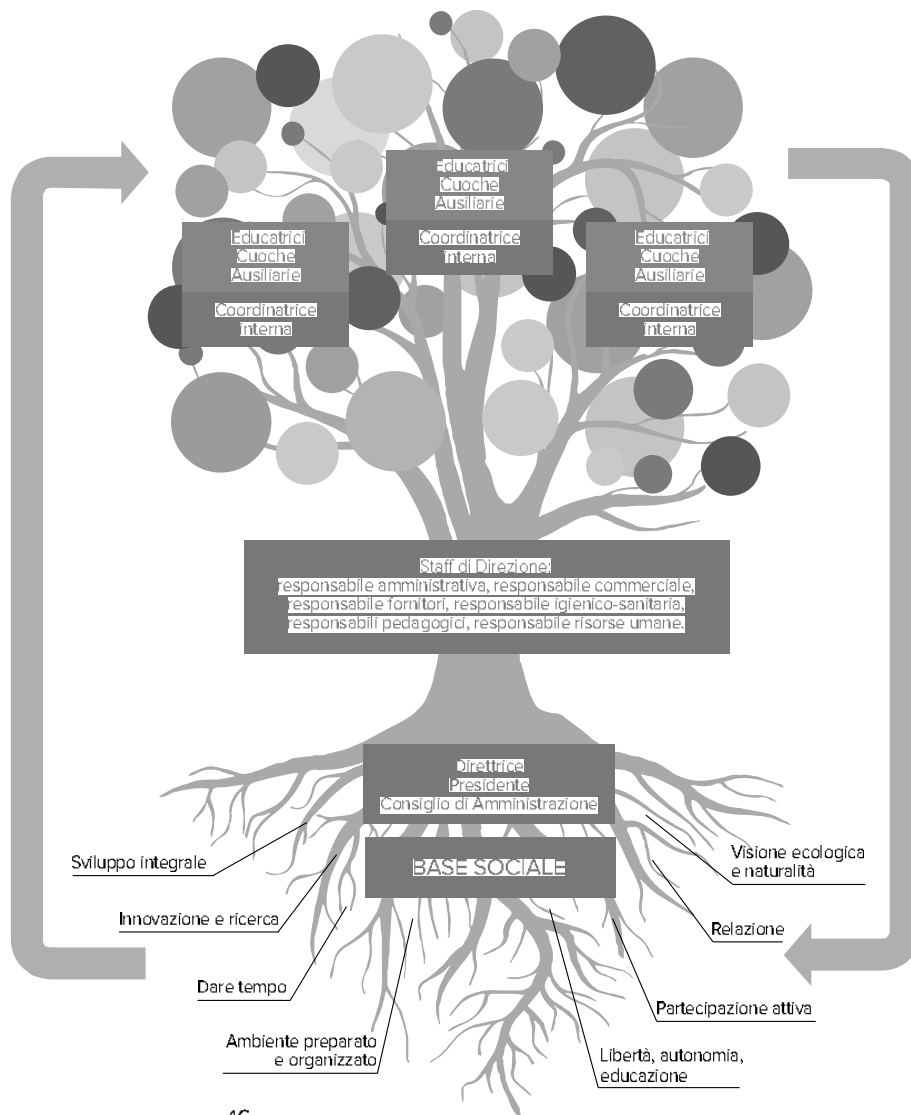 Educatrici
Cuoche
Ausiliarie
Coordinatrice
interna
Educatrici
Cuoche
Ausiliarie
Coordinatrice
interna
Educatrici
Cuoche
Ausiliarie
Coordinatrice
interna
Staff di Direzione:
responsabile amministrativa, responsabile commerciale,
responsabile fornitori, responsabile igienico-sanitaria,
responsabili pedagogici, responsabile risorse umane.
Direttrice
Presidente
Consiglio di Amministrazione
BASE SOCIALE
Sviluppo integrale
Innovazione e ricerca
Dare tempo
Ambiente preparato
e organizzato
Visione ecologica
e naturalità
Relazione
Partecipazione attiva
Libertà, autonomia,
educazione